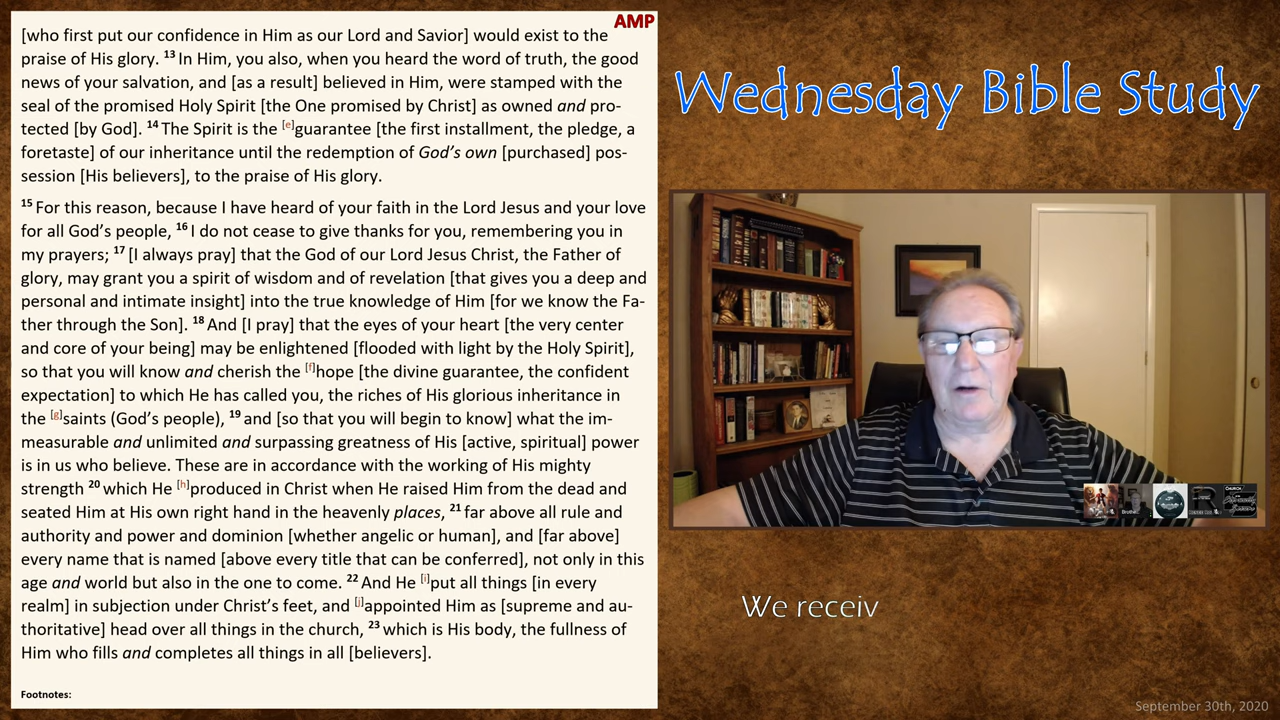 AMP
[who first put our confidence in Him as our Lord and Savior] would exist to the
praise of His glory. 13 In Him, you also, when you heard the word of truth, the good
news of your salvation, and [as a result] believed in Him, were stamped with the
seal of the promised Holy Spirit [the One promised by Christ] as owned and pro-
tected [by God]. 14 The Spirit is the [e]guarantee [the first installment, the pledge, a
foretaste] of our inheritance until the redemption of God's own [purchased] pos-
session [His believers], to the praise of His glory.
15 For this reason, because I have heard of your faith in the Lord Jesus and your love
for all God's people, 16 I do not cease to give thanks for you, remembering you in
my prayers; 17 [I always pray] that the God of our Lord Jesus Christ, the Father of
glory, may grant you a spirit of wisdom and of revelation [that gives you a deep and
personal and intimate insight] into the true knowledge of Him [for we know the Fa-
ther through the Son]. 18 And [I pray] that the eyes of your heart [the very center
and core of your being] may be enlightened [flooded with light by the Holy Spirit],
so that you will know and cherish the [f]hope [the divine guarantee, the confident
expectation] to which He has called you, the riches of His glorious inheritance in
the [g]saints (God's people), 19 and [so that you will begin to know] what the im-
measurable and unlimited and surpassing greatness of His [active, spiritual] power
is in us who believe. These are in accordance with the working of His mighty
strength 20 which He [h]produced in Christ when He raised Him from the dead and
seated Him at His own right hand in the heavenly places, 21 far above all rule and
authority and power and dominion [whether angelic or human], and [far above]
every name that is named [above every title that can be conferred], not only in this
age and world but also in the one to come. 22 And He [i]put all things [in every
realm] in subjection under Christ's feet, and [j]appointed Him as [supreme and au-
thoritative] head over all things in the church, 23 which is His body, the fullness of
Him who fills and completes all things in all [believers].
Footnotes:
Wednesday Bible Study
We receiv
September 30th, 2020